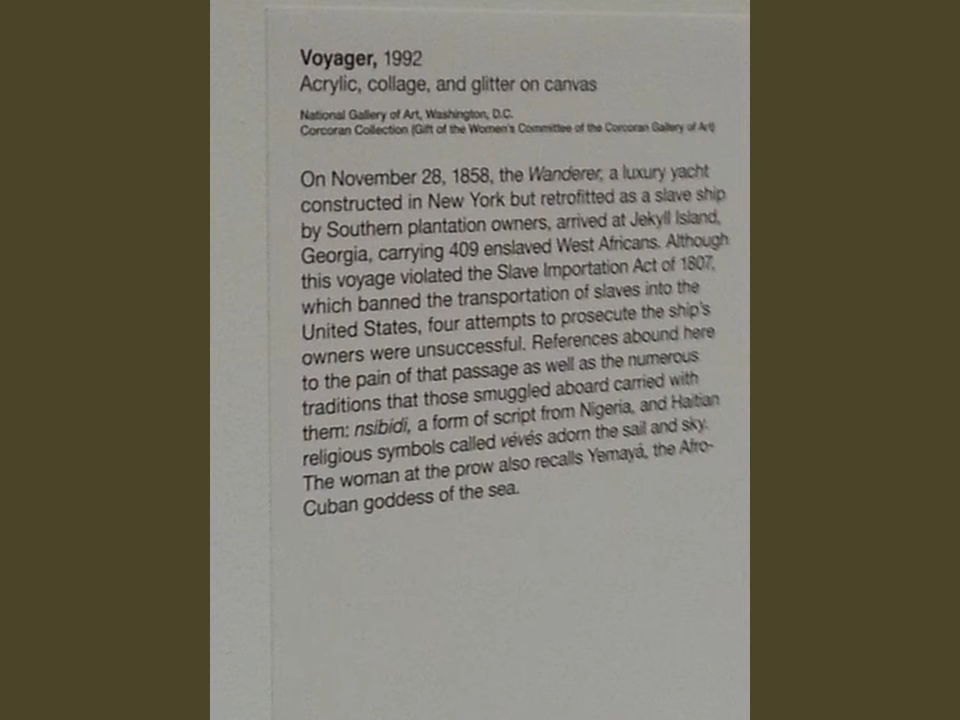 Voyager, 1992
Acrylic, collage, and glitter on canvas
National Gallery of Art, Washington, D.C.
Corcoran Collection (Gift of the Women's Committee of the Corcoran Gallery of Art)
On November 28, 1858, the Wanderer, a luxury yacht
constructed in New York but retrofitted as a slave ship
by Southern plantation owners, arrived at Jekyll Island,
Georgia, carrying 409 enslaved West Africans. Although
this voyage violated the Slave Importation Act of 1807,
which banned the transportation of slaves into the
United States, four attempts to prosecute the ship's
owners were unsuccessful. References abound here
to the pain of that passage as well as the numerous
traditions that those smuggled aboard carried with
them: nsibidi, a form of script from Nigeria, and Haitian
religious symbols called vévés adorn the sail and sky.
The woman at the prow also recalls Yemayá, the Afro-
Cuban goddess of the sea.